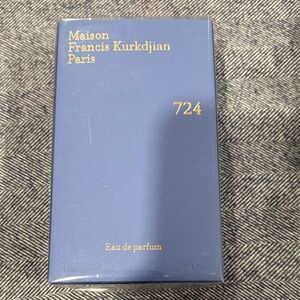 Maison
Francis Kurkdjian
Paris
724
Eau de parfum